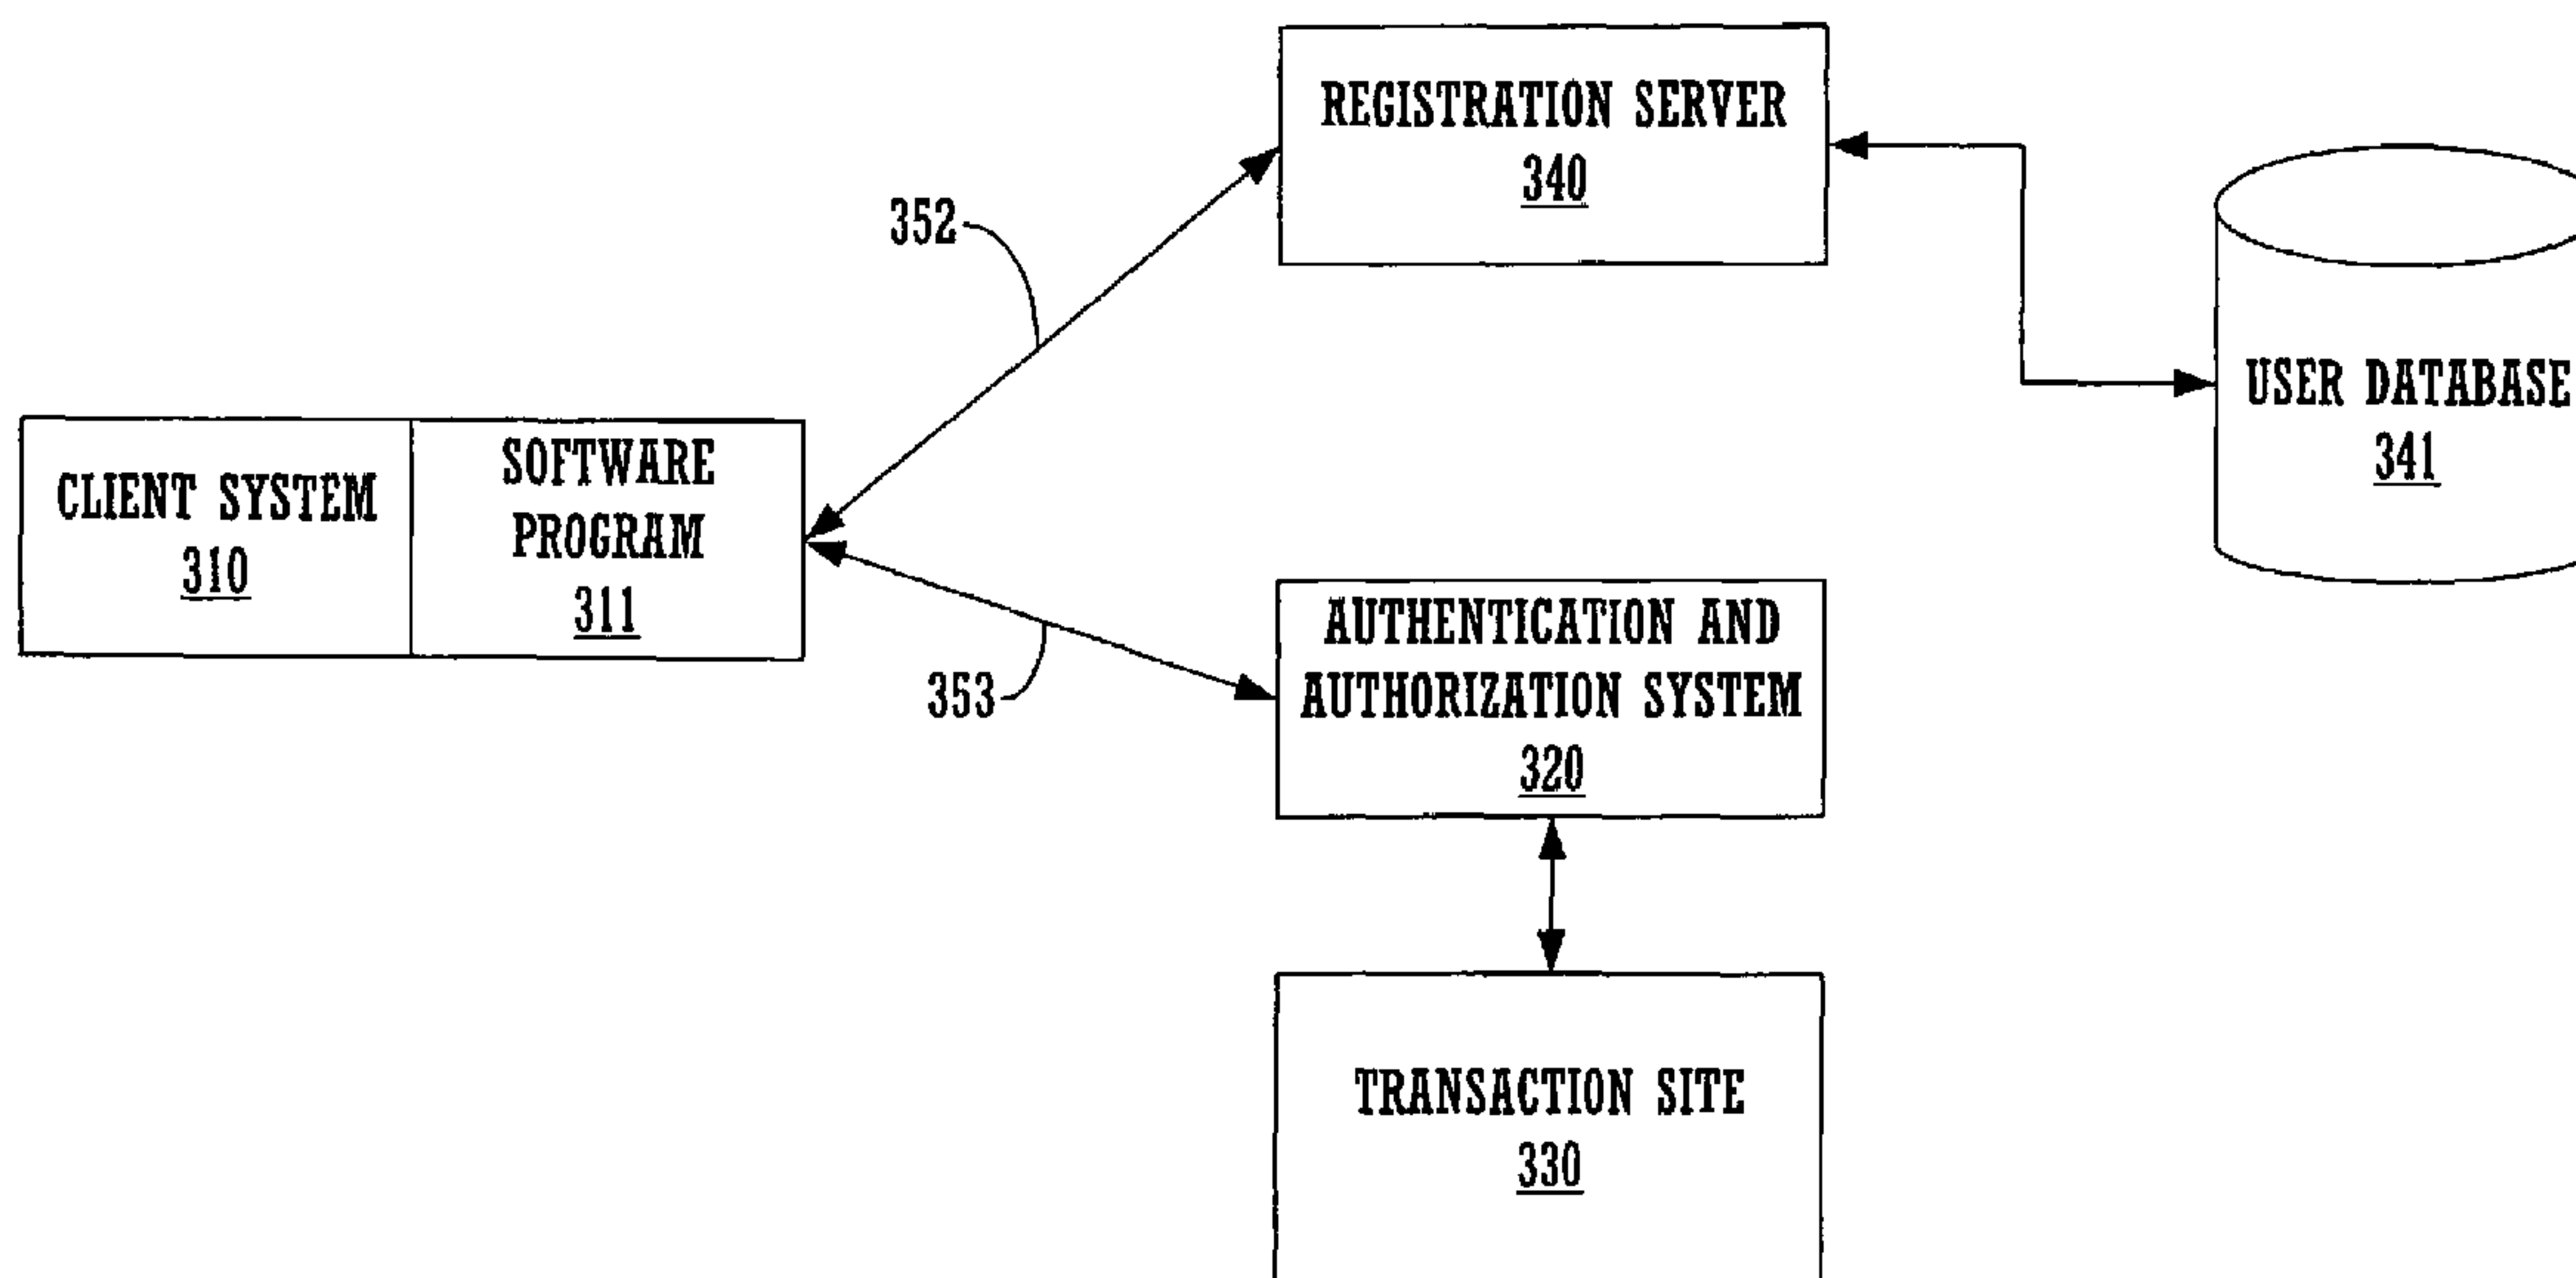 REGISTRATION SERVER
340
352
USER DATABASE
341
CLIENT SYSTEM
310
SOFTWARE
PROGRAM
311
353
AUTHENTICATION AND
AUTHORIZATION SYSTEM
320
TRANSACTION SITE
330